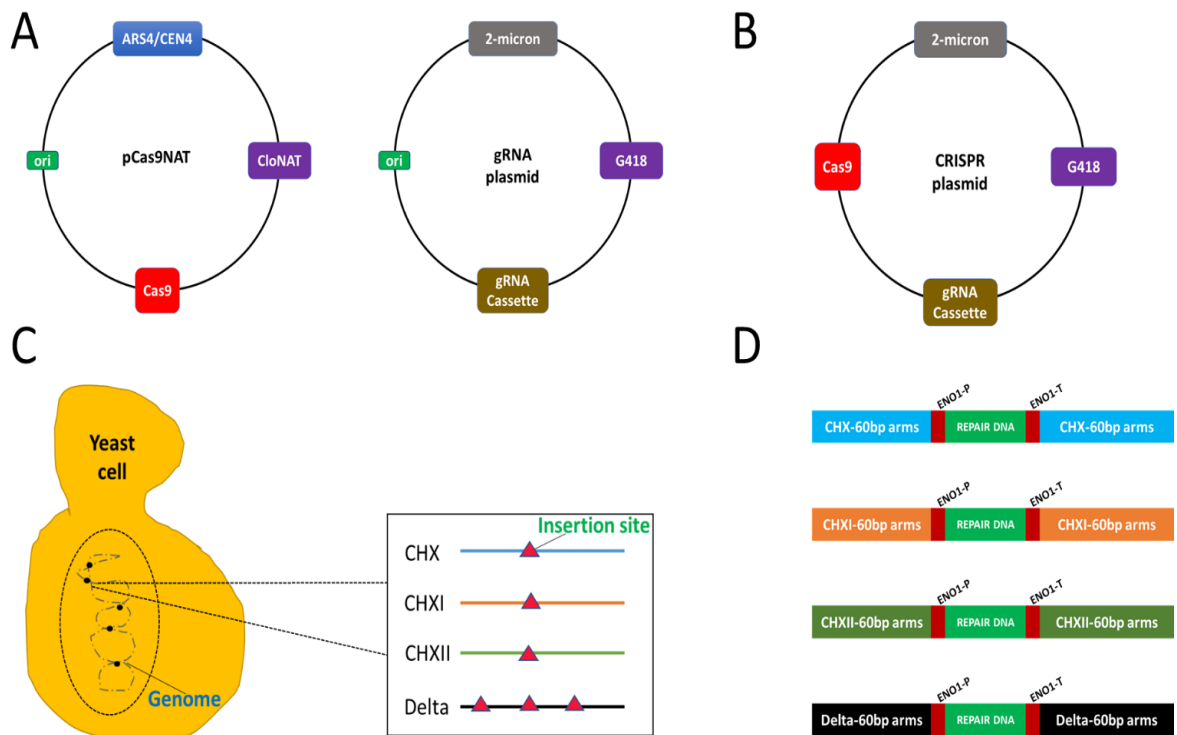 A
ARS4/CEN4
ori
pCas9NAT
CloNAT
Cas9
2-micron
ori
gRNA
plasmid
G418
gRNA
Cassette
B
2-micron
Cas9
CRISPR
plasmid
G418
gRNA
Cassette
C
Yeast
cell
Genome
Insertion site
CHX
CHXI
CHXII
Delta
D
ENO1-P
ENO1-T
CHX-60bp arms
REPAIR DNA
CHX-60bp arms
ENO1-P
ENO1-T
CHXI-60bp arms
REPAIR DNA
CHXI-60bp arms
ENO1-P
ENO1-T
CHXII-60bp arms
REPAIR DNA
CHXII-60bp arms
ENO1-P
ENO1-T
Delta-60bp arms
REPAIR DNA
Delta-60bp arms